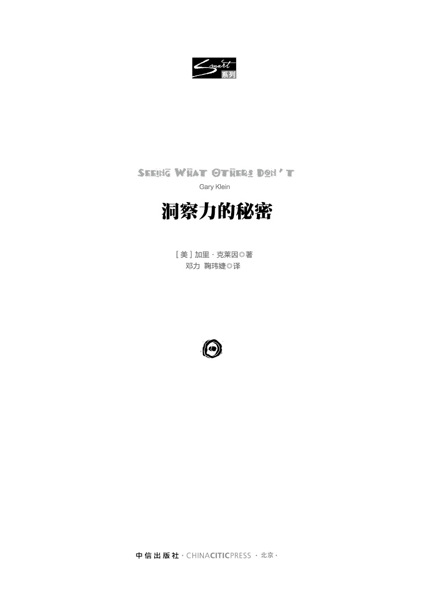 Smart
系列
SEEING WHAT OTHERS DON'T
Gary Klein
洞察力的秘密
[美]加里·克莱因◎著
邓力 鞠玮婕◎译
中信出版社·CHINACITICPRESS·北京·